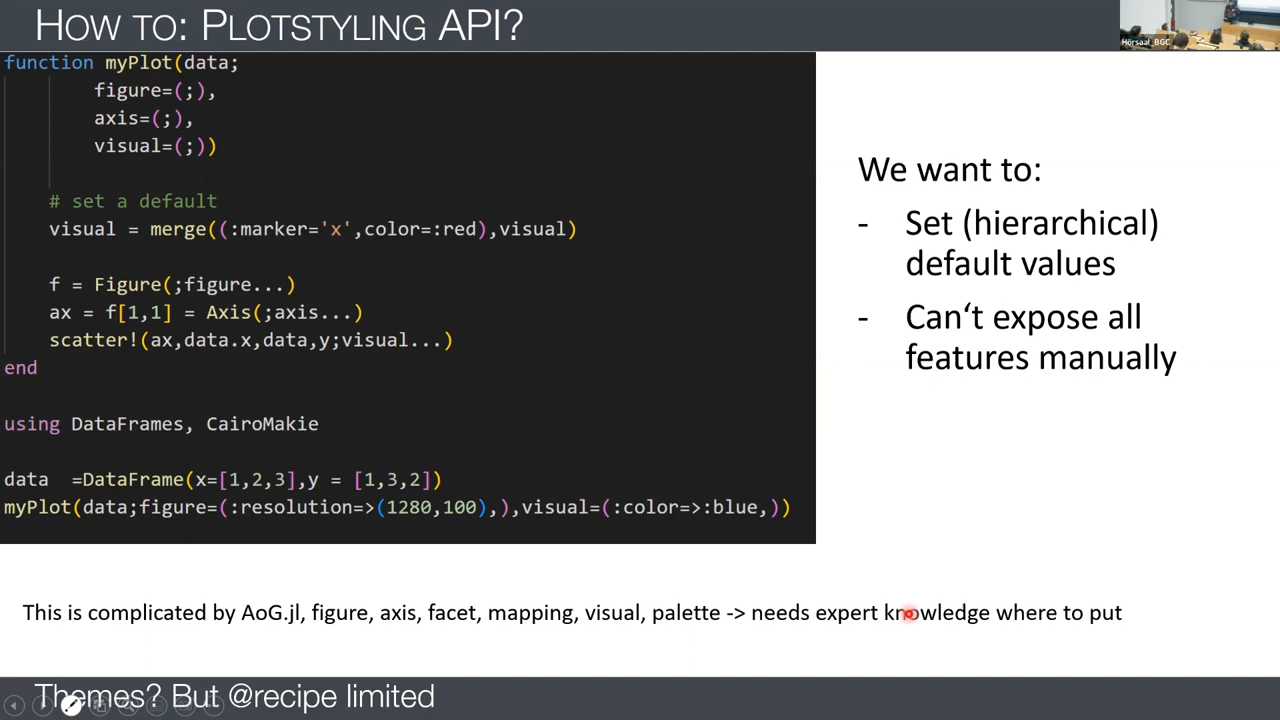 HOW TO: PLOTSTYLING API?
Hörsaal_BGC
function myPlot(data;
figure=(;),
axis=(;),
visual=(;))
# set a default
visual = merge((:marker='x',color=:red),visual)
f = Figure(;figure...)
ax = f[1,1] = Axis(;axis...)
scatter!(ax,data.x,data,y;visual...)
end
using DataFrames, CairoMakie
data  =DataFrame(x=[1,2,3],y = [1,3,2])
myPlot(data;figure=(:resolution=>(1280,100),),visual=(:color=>:blue,))
We want to:
- Set (hierarchical)
default values
- Can‘t expose all
features manually
This is complicated by AoG.jl, figure, axis, facet, mapping, visual, palette -> needs expert knowledge where to put
Themes? But @recipe limited